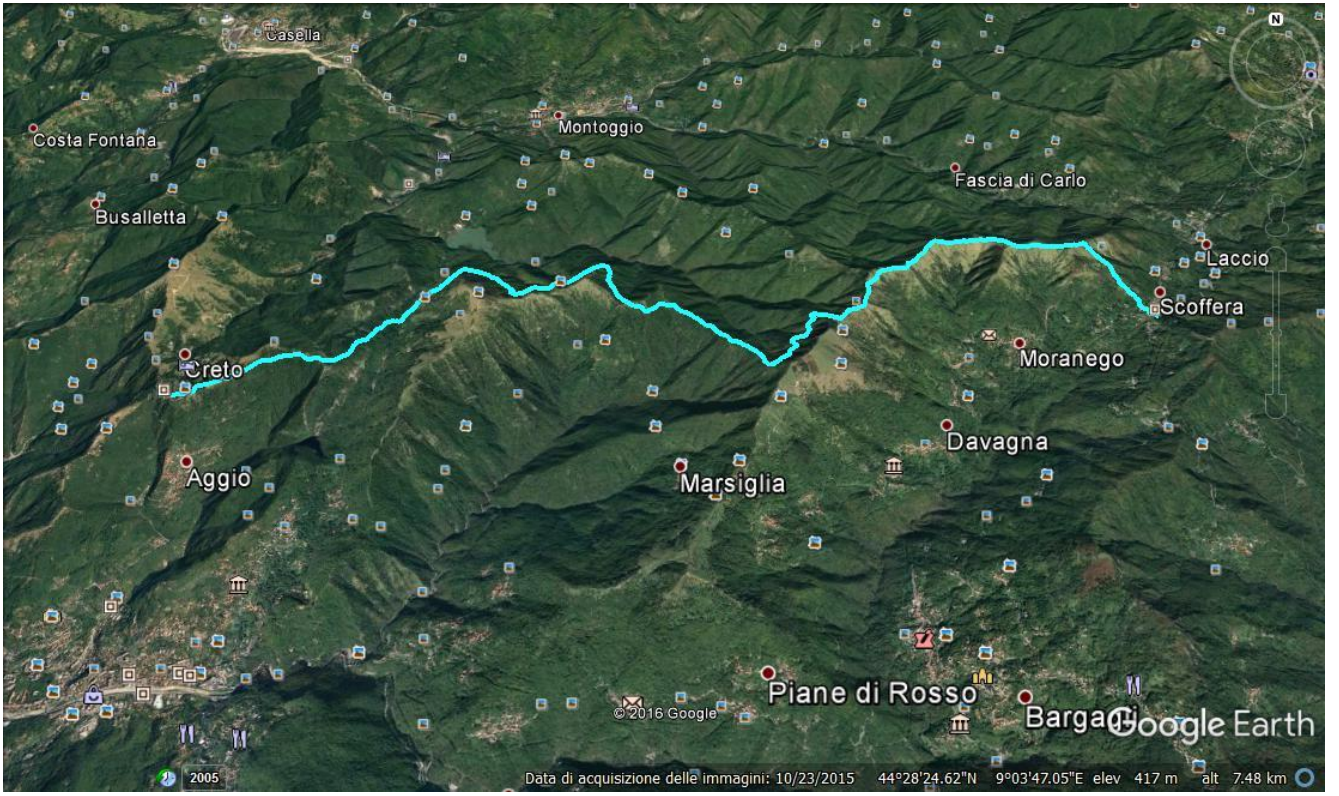 N
Casella
Montoggio
Costa Fontana
Fascia di Carlo
Busalletta
Laccio
Scoffera
Creto
Moranego
Davagna
Aggio
Marsiglia
Piane di Rosso
Bargagli
© 2016 Google
Google Earth
2005
Data di acquisizione delle immagini: 10/23/2015 44°28'24.62"N 9°03'47.05"E elev 417 m alt 7.48 km